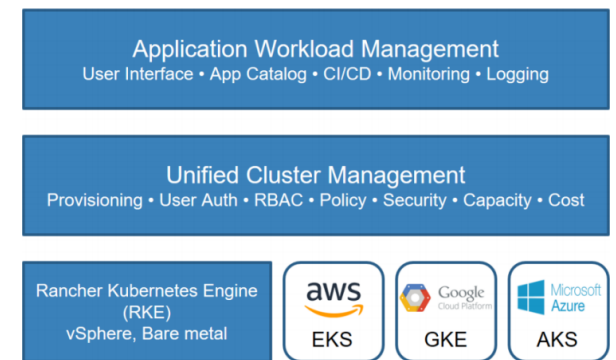 Application Workload Management
User Interface • App Catalog • CI/CD • Monitoring • Logging
Unified Cluster Management
Provisioning • User Auth • RBAC • Policy • Security • Capacity • Cost
Rancher Kubernetes Engine
(RKE)
vSphere, Bare metal
aws
EKS
Google
Cloud Platform
GKE
Microsoft
Azure
AKS